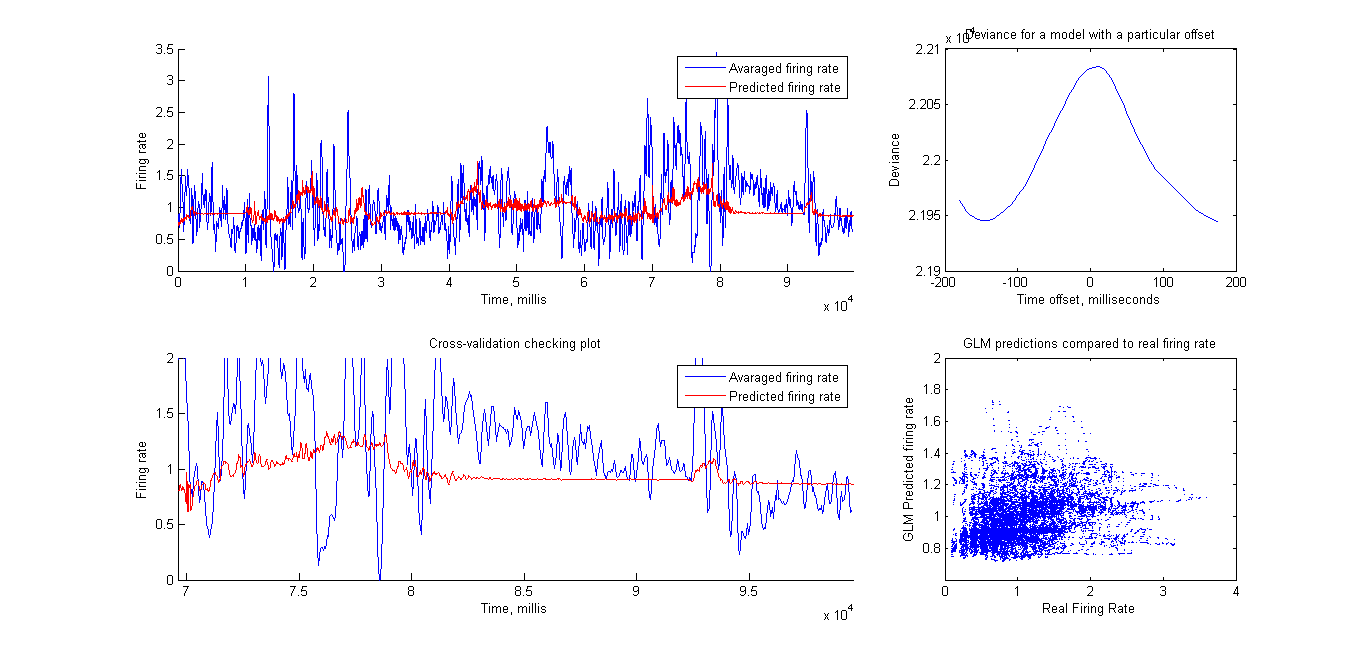 Firing rate
3.5
3
2.5
2
1.5
1
0.5
0
0 1 2 3 4 5 6 7 8 9
Time, millis
x 10^4
Avaraged firing rate
Predicted firing rate
Deviance for a model with a particular offset
x 10^4
Deviance
2.21
2.205
2.2
2.195
2.19
-200 -100 0 100 200
Time offset, milliseconds
Cross-validation checking plot
Firing rate
2
1.5
1
0.5
0
7 7.5 8 8.5 9 9.5
Time, millis
x 10^4
Avaraged firing rate
Predicted firing rate
GLM predictions compared to real firing rate
GLM Predicted firing rate
2
1.8
1.6
1.4
1.2
1
0.8
0 1 2 3 4
Real Firing Rate